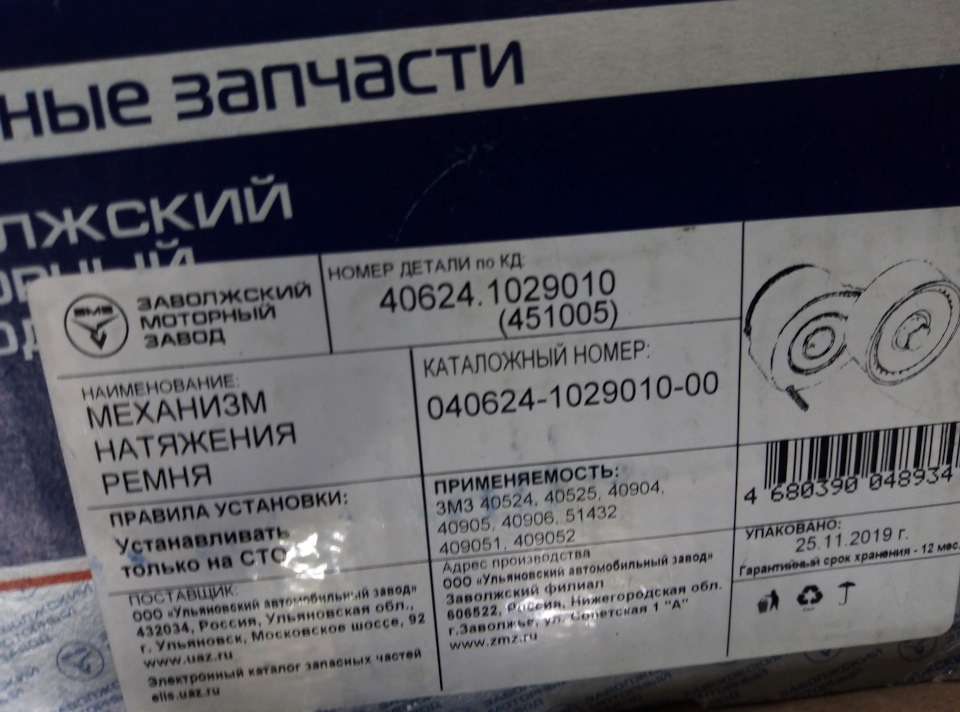 ные запчасти
лжский
ЗМЗ
ЗАВОЛЖСКИЙ
МОТОРНЫЙ
ЗАВОД
НОМЕР ДЕТАЛИ по КД:
40624.1029010
(451005)
НАИМЕНОВАНИЕ:
МЕХАНИЗМ
НАТЯЖЕНИЯ
РЕМНЯ
КАТАЛОЖНЫЙ НОМЕР:
040624-1029010-00
ПРАВИЛА УСТАНОВКИ:
Устанавливать
только на СТО
ПРИМЕНЯЕМОСТЬ:
ЗМЗ 40524, 40525, 40904,
40905, 40906, 51432
409051, 409052
4 680390 048934
УПАКОВАНО:
25.11.2019 г.
Гарантийный срок хранения - 12 мес.
ПОСТАВЩИК:
ООО «Ульяновский автомобильный завод»
432034, Россия, Ульяновская обл.,
г. Ульяновск, Московское шоссе, 92
www.uaz.ru
Электронный каталог запасных частей
elis.uaz.ru
Адрес производства
ООО «Ульяновский автомобильный завод»
Заволжский филиал
606522, Россия, Нижегородская обл.
г.Заволжье, ул. Советская 1 "А"
www.zmz.ru